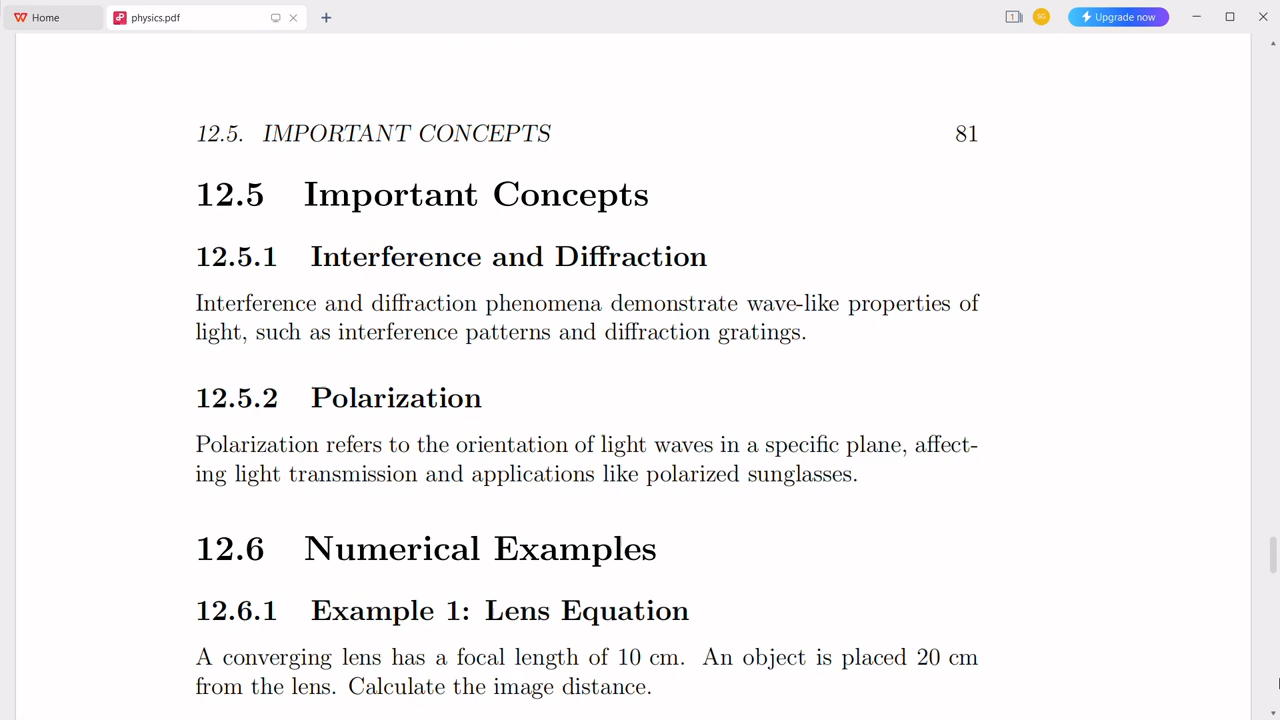 Home
physics.pdf
1
SG
Upgrade now
12.5. IMPORTANT CONCEPTS 81
12.5 Important Concepts
12.5.1 Interference and Diffraction
Interference and diffraction phenomena demonstrate wave-like properties of
light, such as interference patterns and diffraction gratings.
12.5.2 Polarization
Polarization refers to the orientation of light waves in a specific plane, affect-
ing light transmission and applications like polarized sunglasses.
12.6 Numerical Examples
12.6.1 Example 1: Lens Equation
A converging lens has a focal length of 10 cm. An object is placed 20 cm
from the lens. Calculate the image distance.